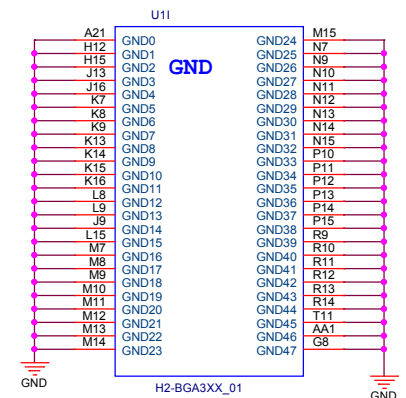 U1I
GND
A21 GND0 GND24 M15
H12 GND1 GND25 N7
H15 GND2 GND26 N9
J13 GND3 GND27 N10
J16 GND4 GND28 N11
K7 GND5 GND29 N12
K8 GND6 GND30 N13
K9 GND7 GND31 N14
K13 GND8 GND32 N15
K14 GND9 GND33 P10
K15 GND10 GND34 P11
K16 GND11 GND35 P12
L8 GND12 GND36 P13
L9 GND13 GND37 P14
J9 GND14 GND38 P15
L15 GND15 GND39 R9
M7 GND16 GND40 R10
M8 GND17 GND41 R11
M9 GND18 GND42 R12
M10 GND19 GND43 R13
M11 GND20 GND44 R14
M12 GND21 GND45 T11
M13 GND22 GND46 AA1
M14 GND23 GND47 G8
GND
H2-BGA3XX_01
GND